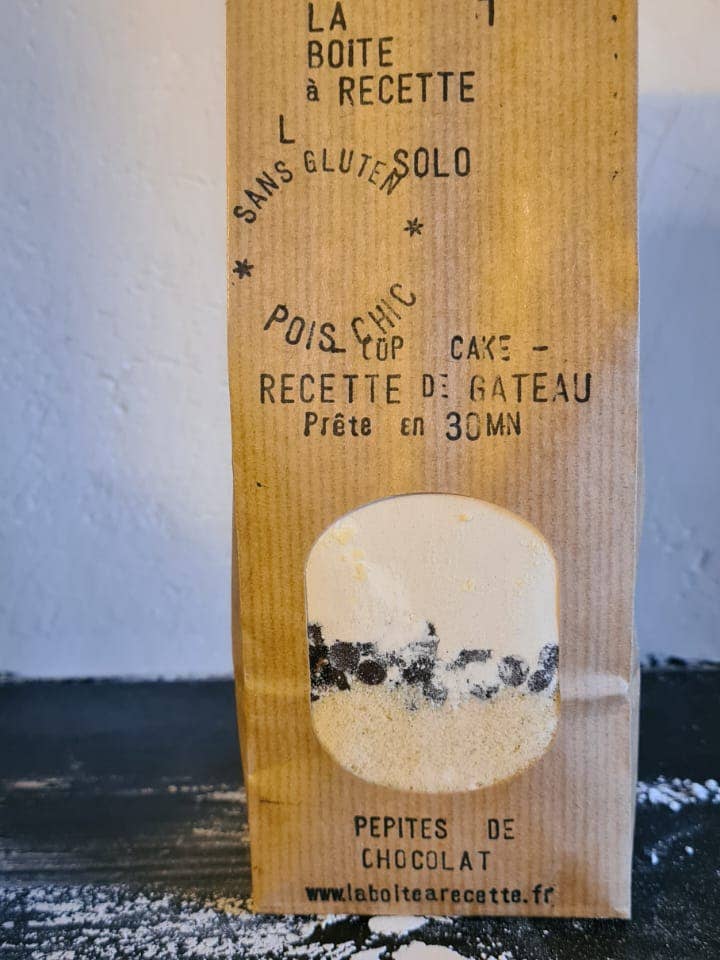 LA
BOITE
à RECETTE
L
SOLO
SANS GLUTEN
* *
POIS CHIC
- CUP CAKE -
RECETTE DE GATEAU
Prête en 30MN
PEPITES DE
CHOCOLAT
www.laboitearecette.fr